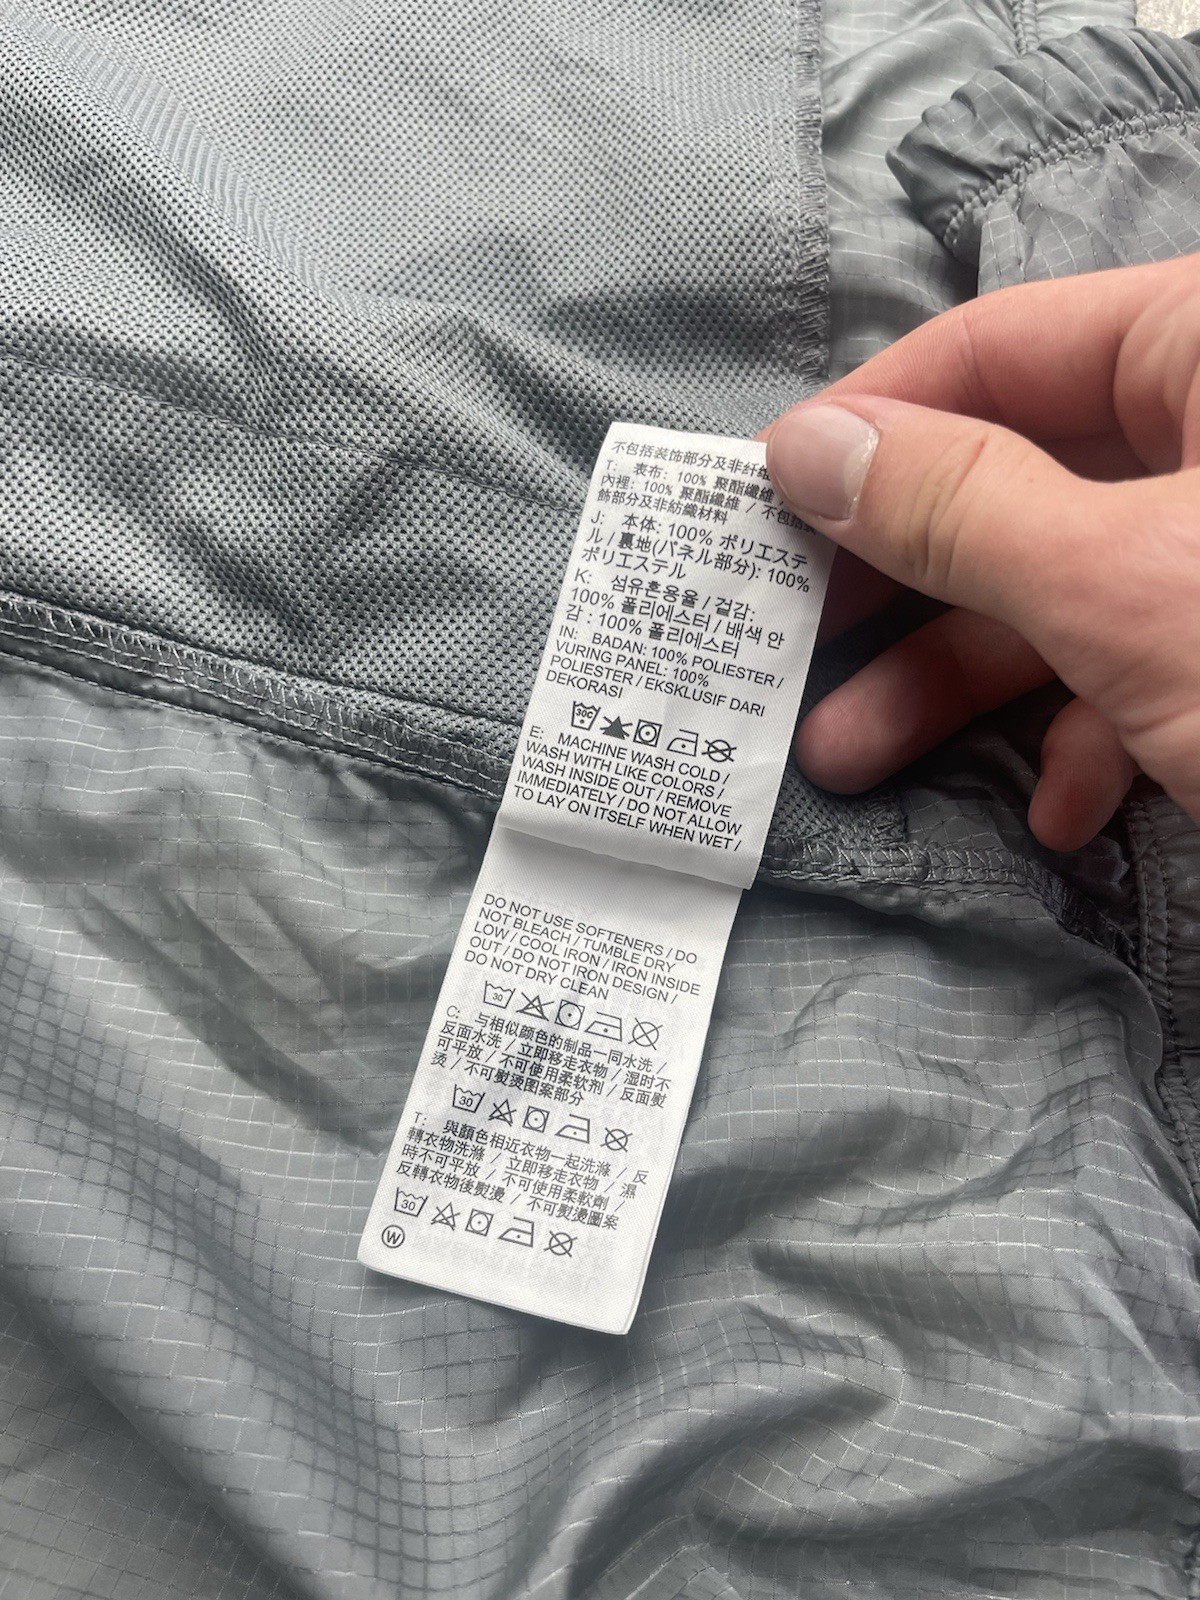 不包括装饰部分及非纤维
T: 表布: 100% 聚酯纖維 /
內裡: 100% 聚酯纖維 / 不包括裝
飾部分及非紡織材料
J: 本体: 100% ポリエステ
ル / 裏地(パネル部分): 100%
ポリエステル
K: 섬유혼용율 / 겉감:
100% 폴리에스터 / 배색 안
감 : 100% 폴리에스터
IN: BADAN: 100% POLIESTER /
VURING PANEL: 100%
POLIESTER / EKSKLUSIF DARI
DEKORASI
30C
E: MACHINE WASH COLD /
WASH WITH LIKE COLORS /
WASH INSIDE OUT / REMOVE
IMMEDIATELY / DO NOT ALLOW
TO LAY ON ITSELF WHEN WET /
DO NOT USE SOFTENERS / DO
NOT BLEACH / TUMBLE DRY
LOW / COOL IRON / IRON INSIDE
OUT / DO NOT IRON DESIGN /
DO NOT DRY CLEAN
30
C: 与相似颜色的制品一同水洗 /
反面水洗 / 立即移走衣物 / 湿时不
可平放 / 不可使用柔软剂 / 反面熨
烫 / 不可熨烫图案部分
30
T: 與顏色相近衣物一起洗滌 / 反
轉衣物洗滌 / 立即移走衣物 / 濕
時不可平放 / 不可使用柔軟劑 /
反轉衣物後熨燙 / 不可熨燙圖案
30
W